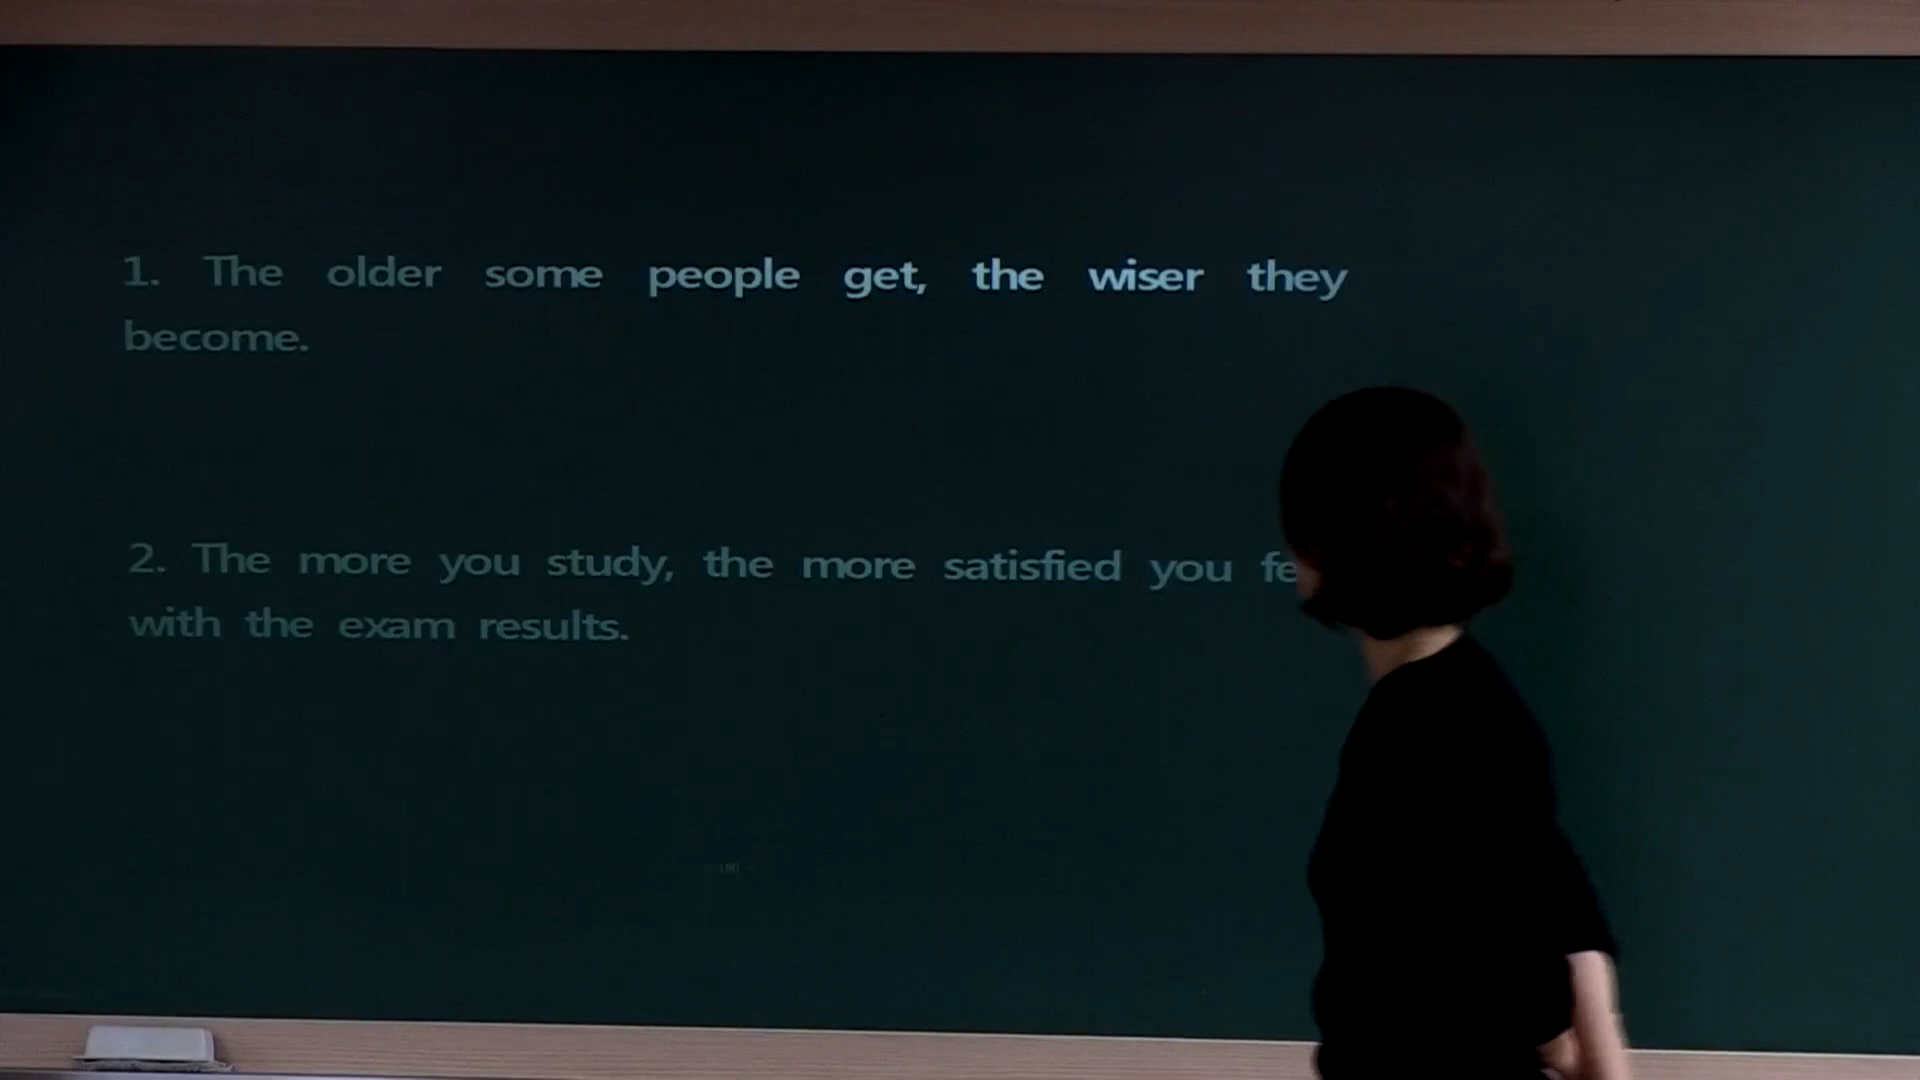 1. The older some people get, the wiser they
become.
2. The more you study, the more satisfied you fe
with the exam results.